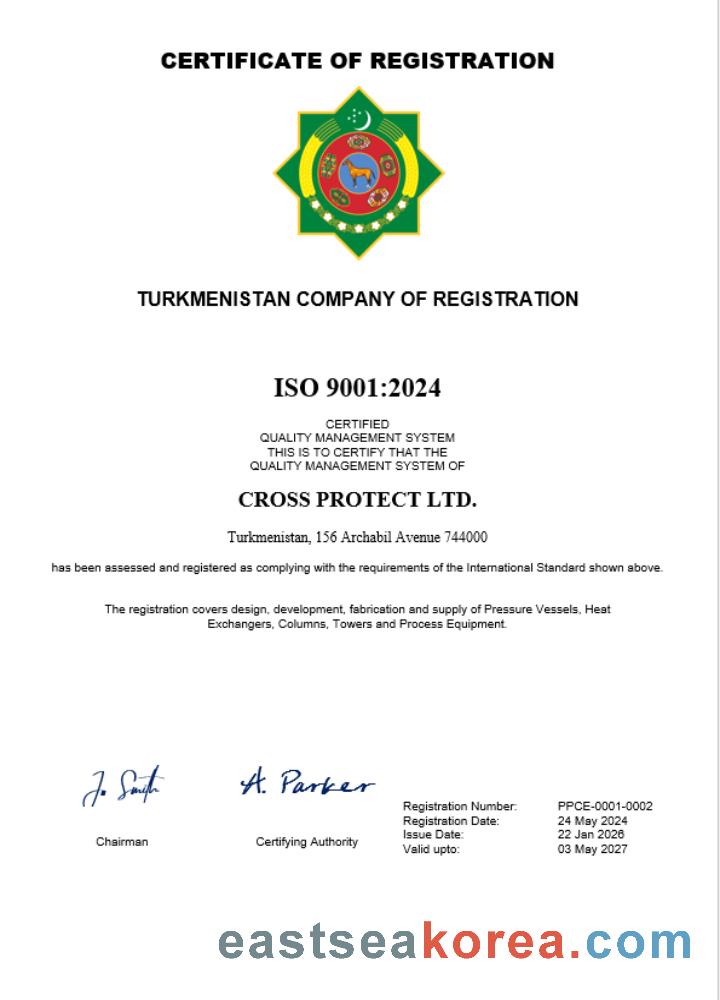 CERTIFICATE OF REGISTRATION
TURKMENISTAN COMPANY OF REGISTRATION
ISO 9001:2024
CERTIFIED
QUALITY MANAGEMENT SYSTEM
THIS IS TO CERTIFY THAT THE
QUALITY MANAGEMENT SYSTEM OF
CROSS PROTECT LTD.
Turkmenistan, 156 Archabil Avenue 744000
has been assessed and registered as complying with the requirements of the International Standard shown above.
The registration covers design, development, fabrication and supply of Pressure Vessels, Heat
Exchangers, Columns, Towers and Process Equipment.
J. Smith
A. Parker
Chairman
Certifying Authority
Registration Number: PPCE-0001-0002
Registration Date: 24 May 2024
Issue Date: 22 Jan 2026
Valid upto: 03 May 2027
eastseakorea.com